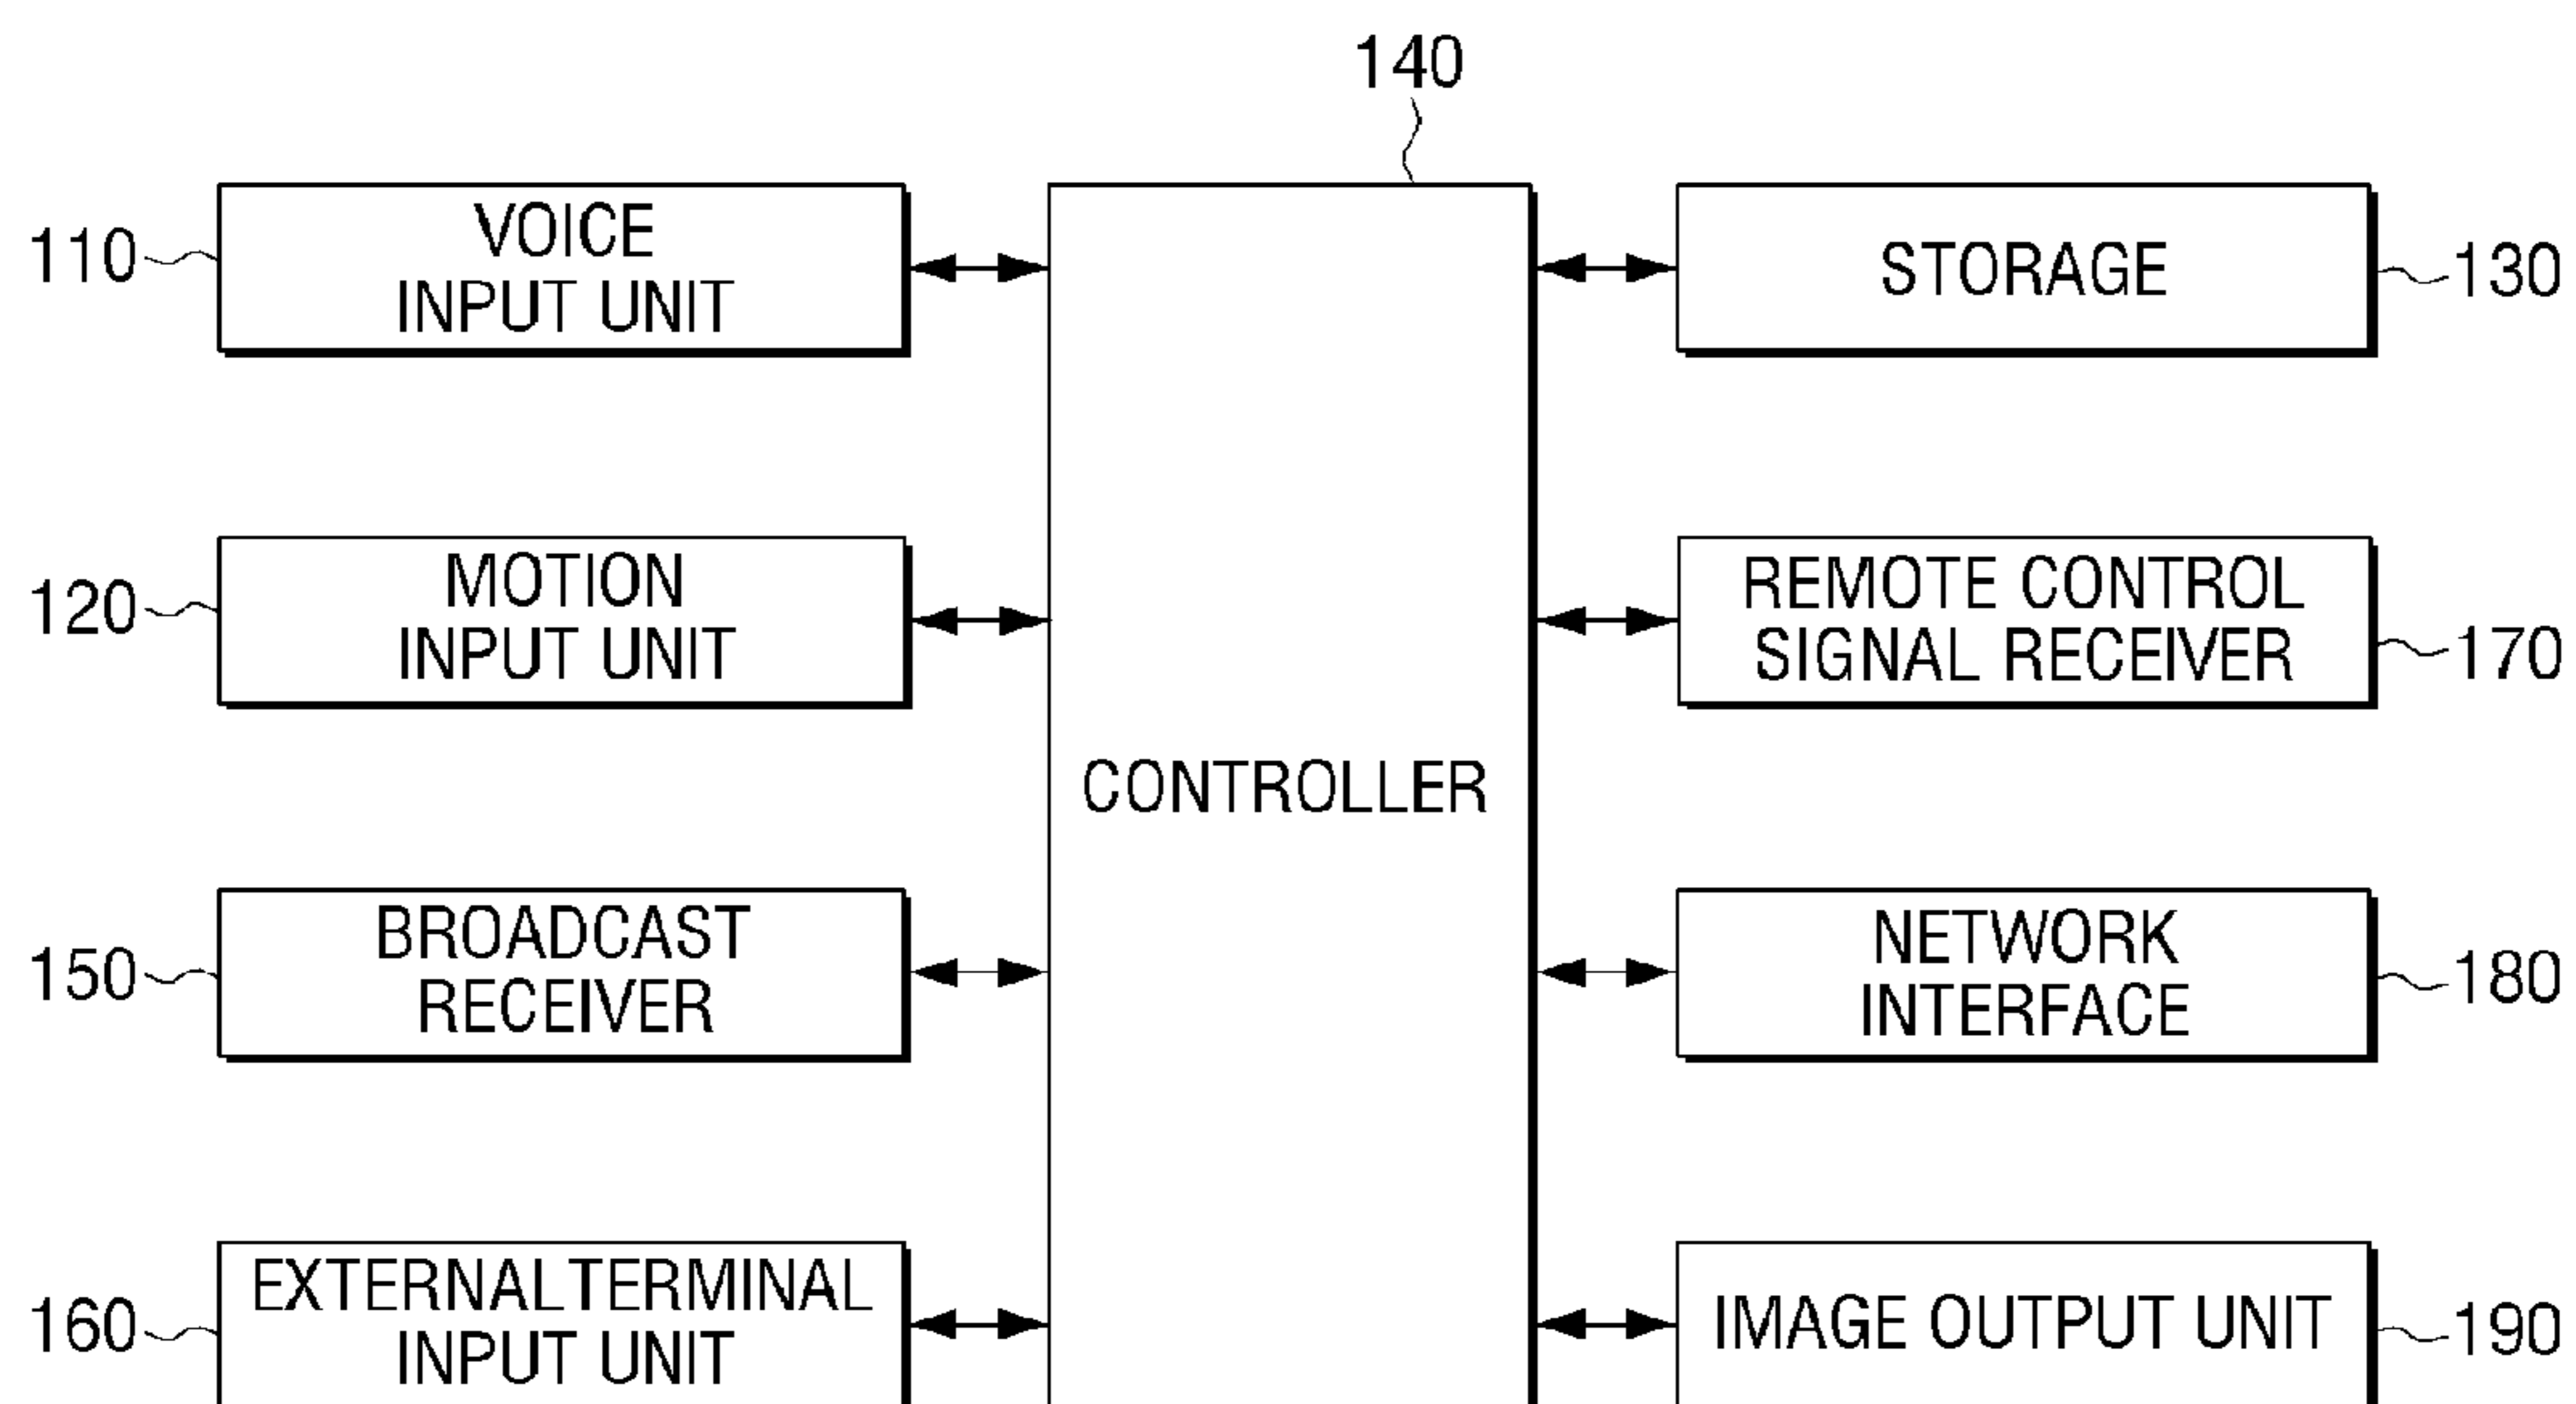 140
110
VOICE
INPUT UNIT
STORAGE
130
120
MOTION
INPUT UNIT
REMOTE CONTROL
SIGNAL RECEIVER
170
CONTROLLER
150
BROADCAST
RECEIVER
NETWORK
INTERFACE
180
160
EXTERNALTERMINAL
INPUT UNIT
IMAGE OUTPUT UNIT
190